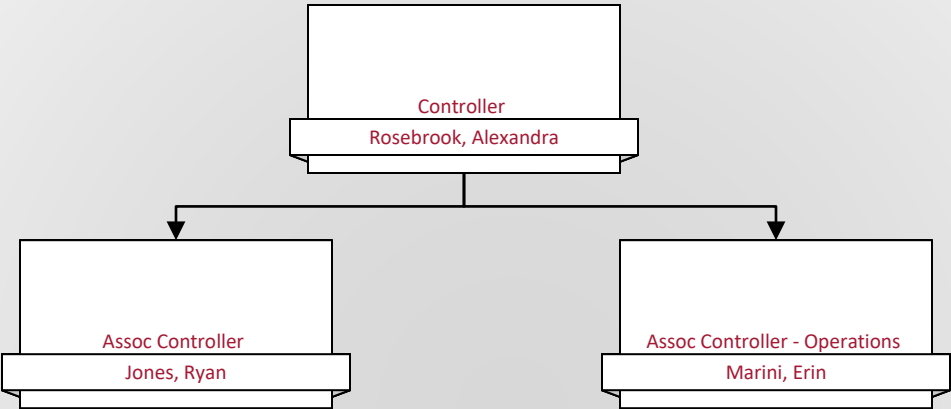 Controller
Rosebrook, Alexandra
Assoc Controller
Jones, Ryan
Assoc Controller - Operations
Marini, Erin